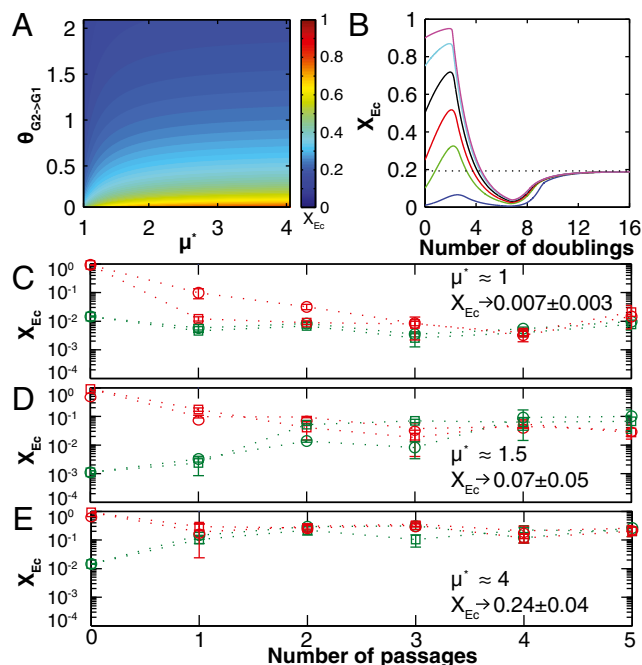 A
2
1.5
1
0.5
0
θG2->G1
1 2 3 4
μ*
1
0.8
0.6
0.4
0.2
0
XEc
B
1
0.8
0.6
0.4
0.2
0
XEc
0 4 8 12 16
Number of doublings
C
10^0
10^-1
10^-2
10^-3
10^-4
XEc
μ* ≈ 1
XEc→0.007±0.003
D
10^0
10^-1
10^-2
10^-3
10^-4
XEc
μ* ≈ 1.5
XEc→0.07±0.05
E
10^0
10^-1
10^-2
10^-3
10^-4
XEc
μ* ≈ 4
XEc→0.24±0.04
0 1 2 3 4 5
Number of passages